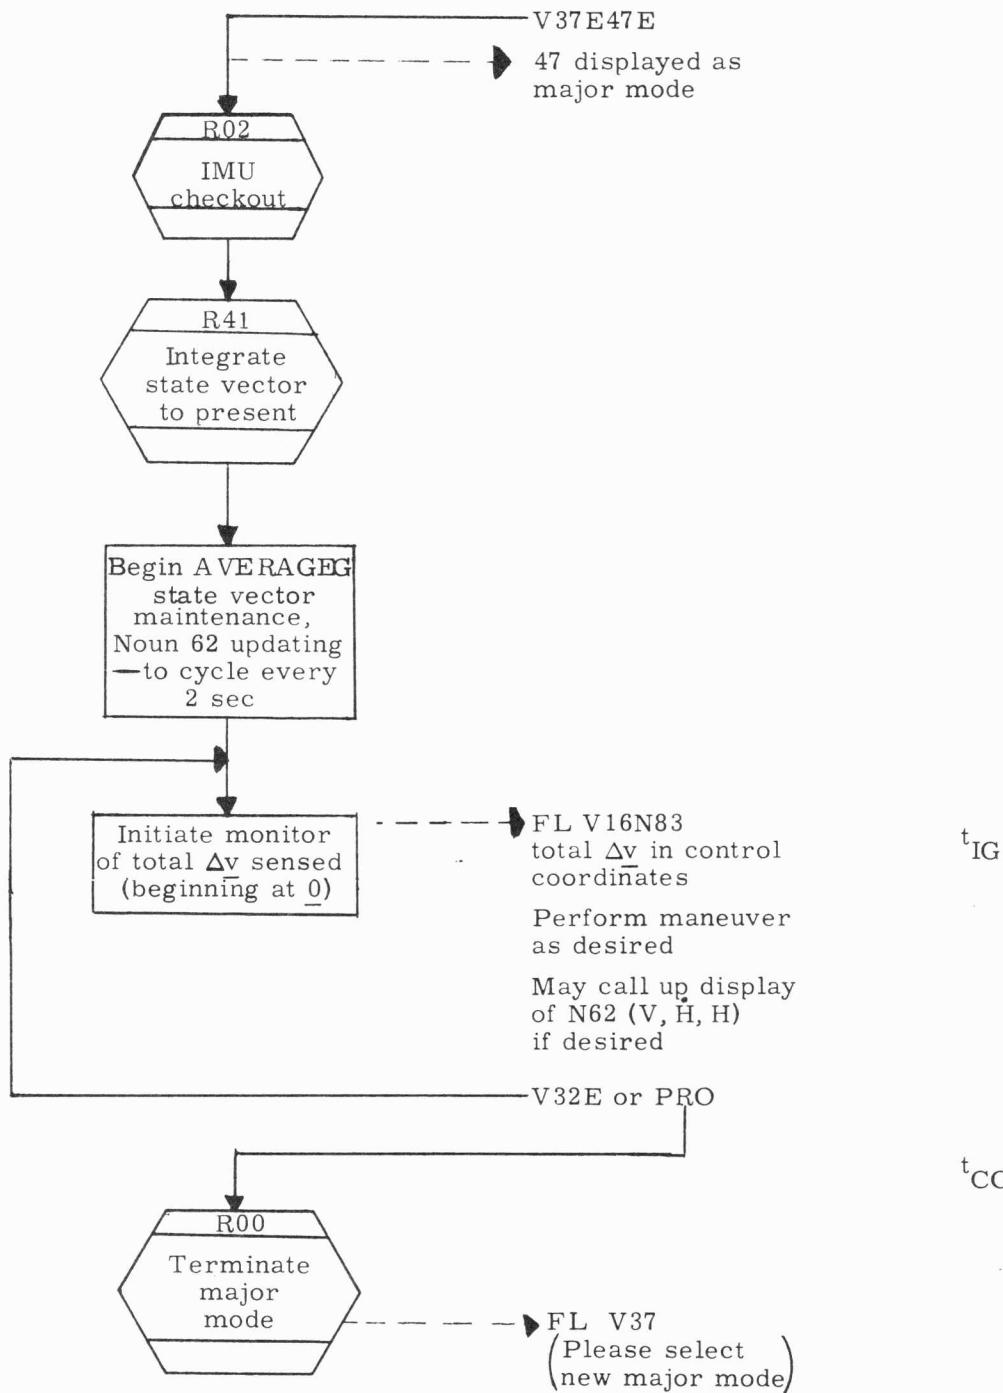 V37E47E
47 displayed as
major mode
R02
IMU
checkout
R41
Integrate
state vector
to present
Begin AVERAGEG
state vector
maintenance,
Noun 62 updating
—to cycle every
2 sec
Initiate monitor
of total Δv sensed
(beginning at 0)
FL V16N83
total Δv in control
coordinates
tIG
Perform maneuver
as desired
May call up display
of N62 (V, Ḣ, H)
if desired
V32E or PRO
R00
Terminate
major
mode
FL V37
(Please select
new major mode)